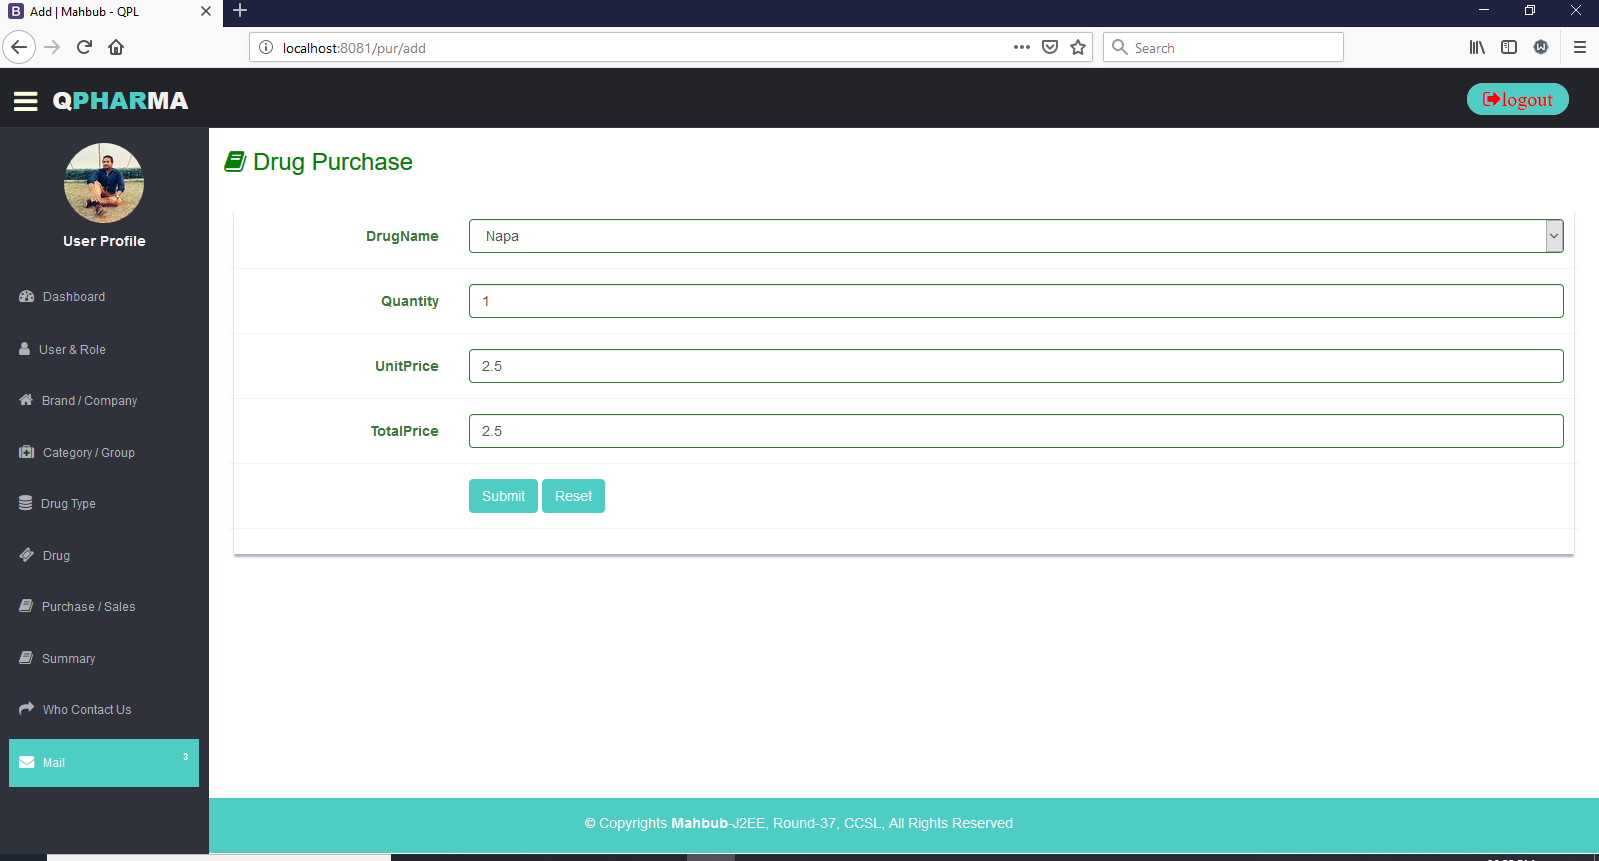 Add | Mahbub - QPL
localhost:8081/pur/add
Search
QPHARMA
logout
User Profile
Dashboard
User & Role
Brand / Company
Category / Group
Drug Type
Drug
Purchase / Sales
Summary
Who Contact Us
Mail 3
Drug Purchase
DrugName Napa
Quantity 1
UnitPrice 2.5
TotalPrice 2.5
Submit Reset
© Copyrights Mahbub-J2EE, Round-37, CCSL, All Rights Reserved